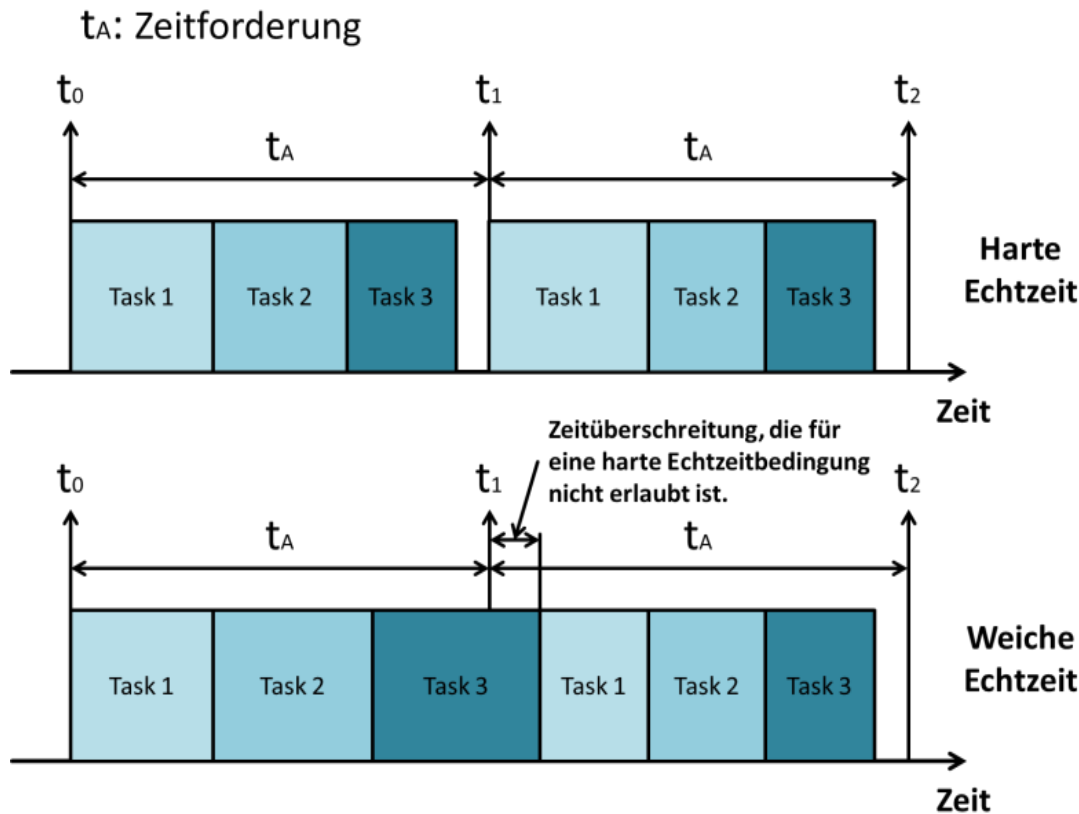 tA: Zeitforderung
t0
t1
t2
tA
tA
Task 1
Task 2
Task 3
Task 1
Task 2
Task 3
Harte
Echtzeit
Zeit
Zeitüberschreitung, die für
eine harte Echtzeitbedingung
nicht erlaubt ist.
t0
t1
t2
tA
tA
Task 1
Task 2
Task 3
Task 1
Task 2
Task 3
Weiche
Echtzeit
Zeit